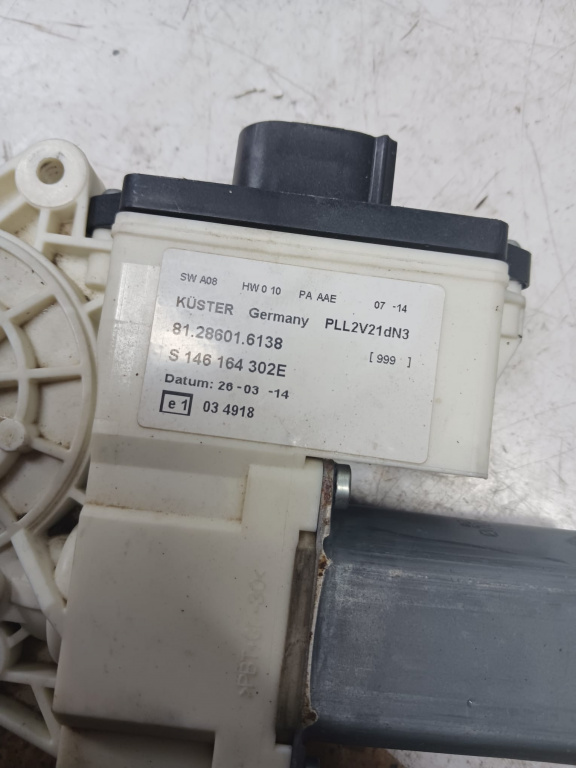 SW A08 HW 0 10 PA AAE 07 -14
KÜSTER Germany PLL2V21dN3
81.28601.6138 [ 999 ]
S 146 164 302E
Datum: 26-03 -14
e 1 03 4918